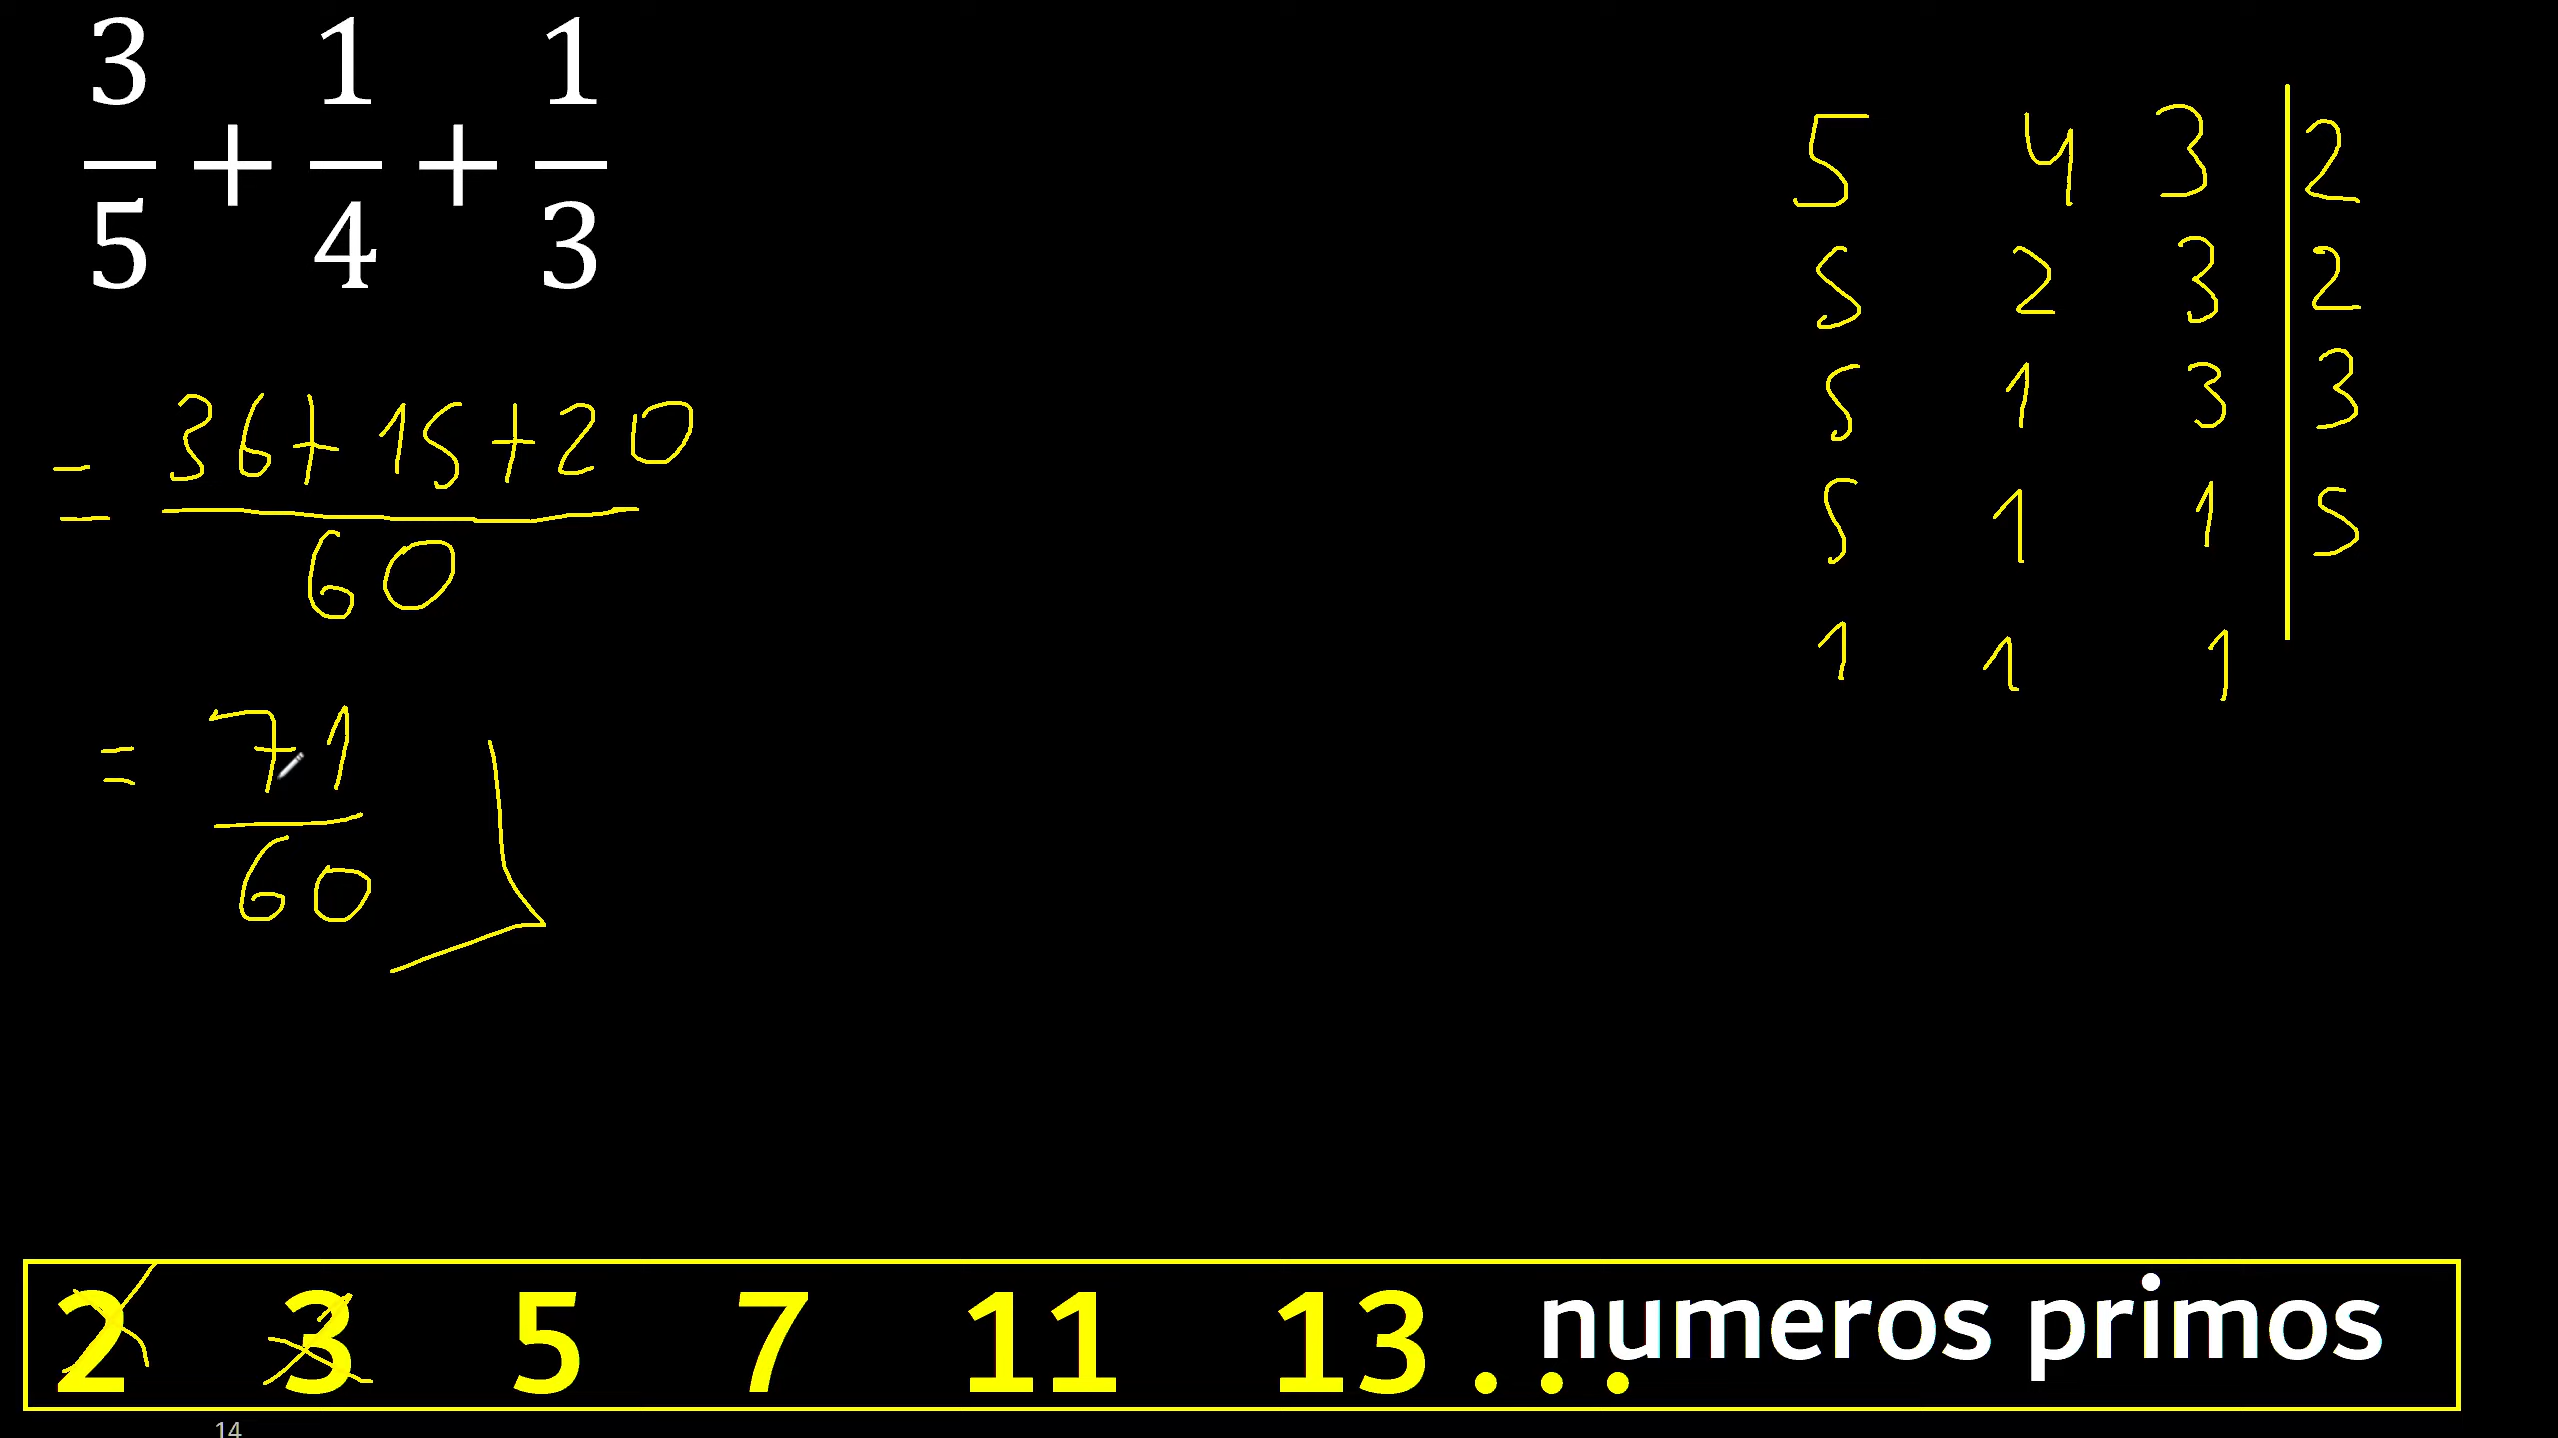 3/5 + 1/4 + 1/3
= 36+15+20/60
= 71/60
5 4 3 | 2
5 2 3 | 2
5 1 3 | 3
5 1 1 | 5
1 1 1
2 3 5 7 11 13 ... numeros primos
14